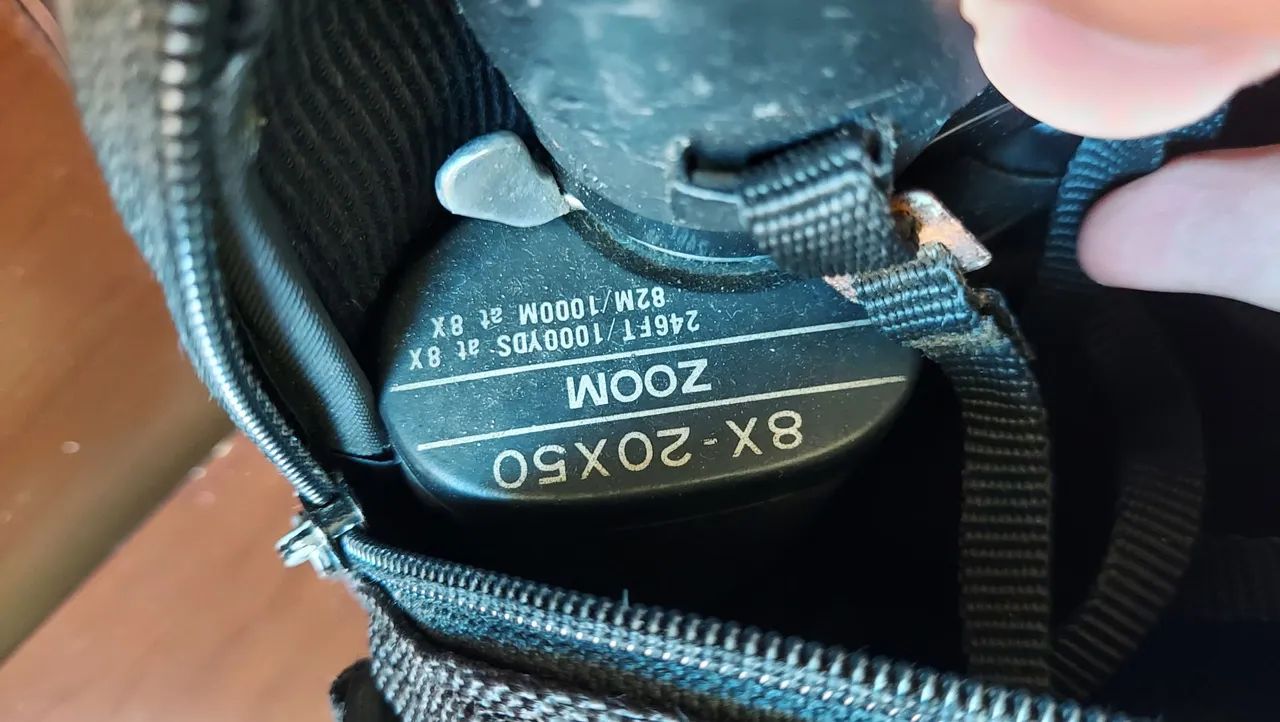 8X-20X50
ZOOM
246FT/1000YDS at 8X
82M/1000M at 8X